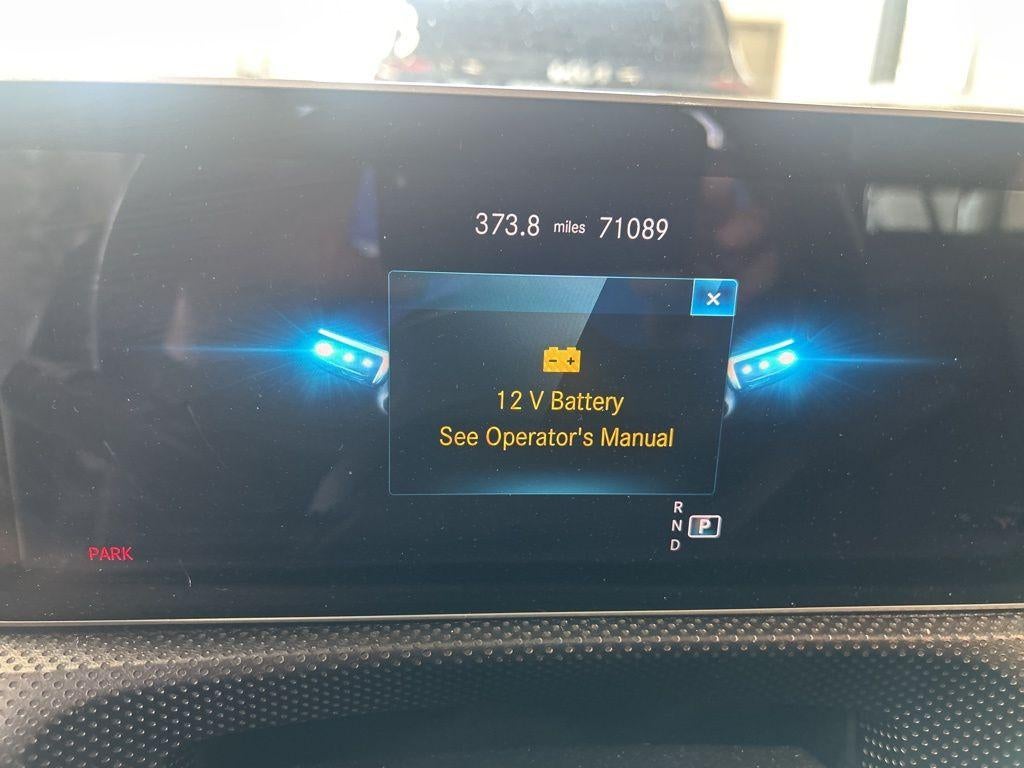 373.8 miles 71089
×
12 V Battery
See Operator's Manual
R
N P
D
PARK